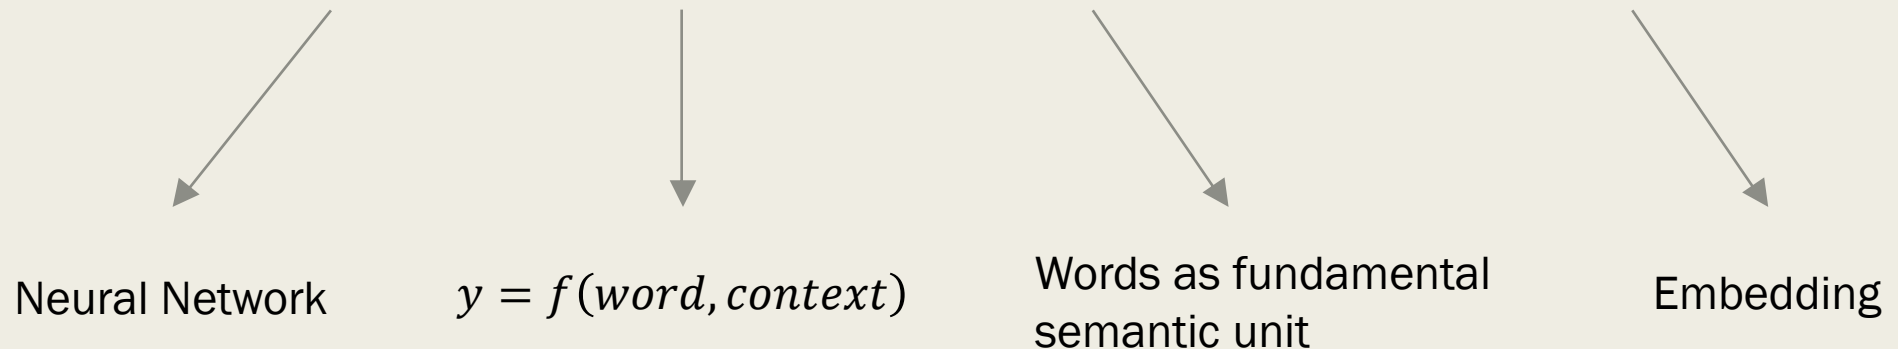 Neural Network
y = f(word, context)
Words as fundamental
semantic unit
Embedding